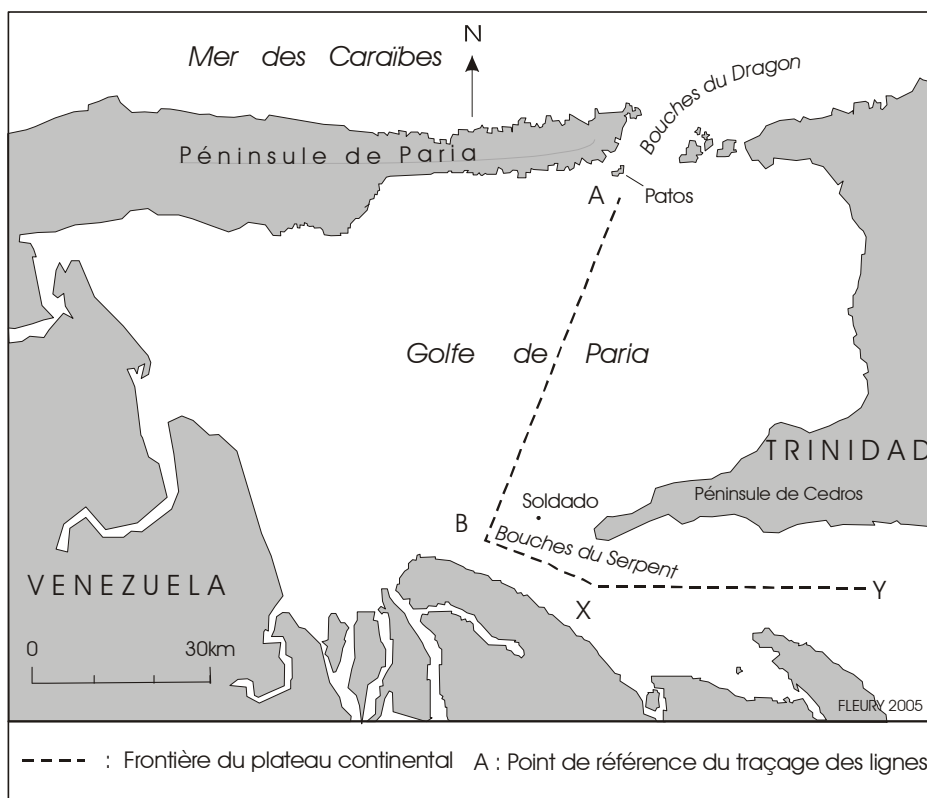 Mer des Caraïbes
N
Bouches du Dragon
Péninsule de Paria
A
Patos
Golfe de Paria
TRINIDAD
Péninsule de Cedros
Soldado
B
Bouches du Serpent
VENEZUELA
X
Y
0 30km
FLEURY 2005
: Frontière du plateau continental A : Point de référence du traçage des lignes